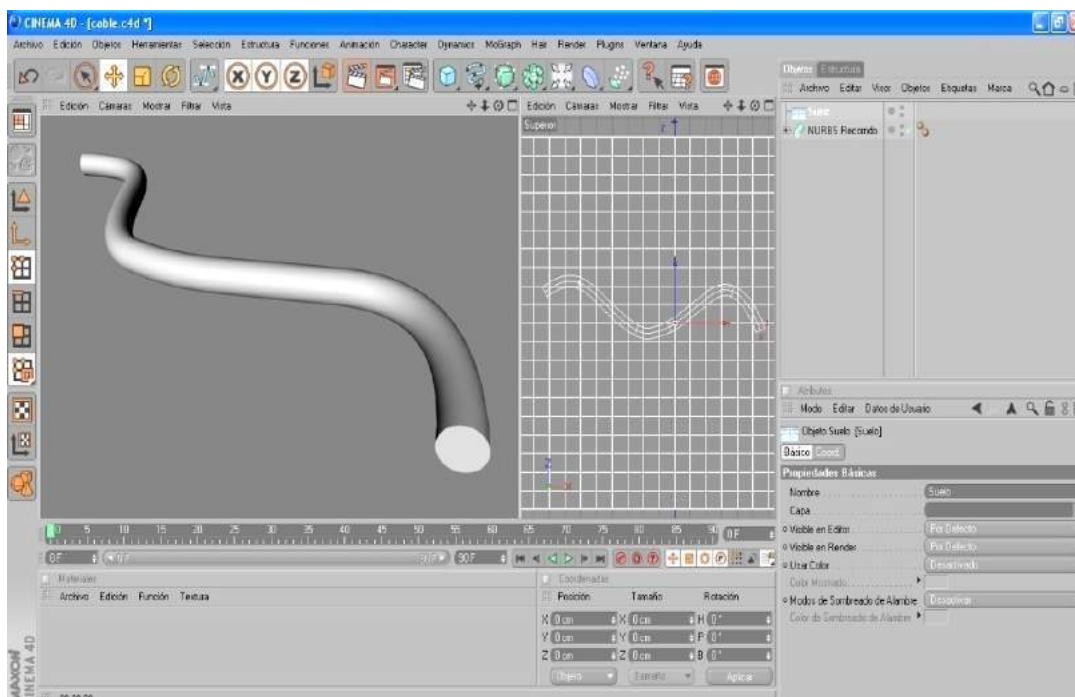 CINEMA 4D - [cable.c4d *]
Archivo Edición Objetos Herramientas Selección Estructura Funciones Animación Character Dynamics MoGraph Hair Render Plugins Ventana Ayuda
X Y Z
Objetos Estructura
Archivo Editar Visor Objetos Etiquetas Marca
Edición Cámaras Mostrar Filtrar Vista
Edición Cámaras Mostrar Filtrar Vista
Superior
Suelo
NURBS Recorrido
Z
X
Atributos
Modo Editar Datos de Usuario
Objeto Suelo [Suelo]
Básico Coord.
Propiedades Básicas
Nombre Suelo
Capa
Visible en Editor Por Defecto
Visible en Render Por Defecto
Usar Color Desactivado
Color Mostrado
Modos de Sombreado de Alambre Desactivar
Color de Sombreado de Alambre
0 5 10 15 20 25 30 35 40 45 50 55 60 65 70 75 80 85 90 0 F
0 F 0 F 90 F 90 F
Materiales
Archivo Edición Función Textura
Coordenadas
Posición Tamaño Rotación
X 0 cm X 0 cm H 0 °
Y 0 cm Y 0 cm P 0 °
Z 0 cm Z 0 cm B 0 °
Objeto Tamaño Aplicar
MAXON
CINEMA 4D